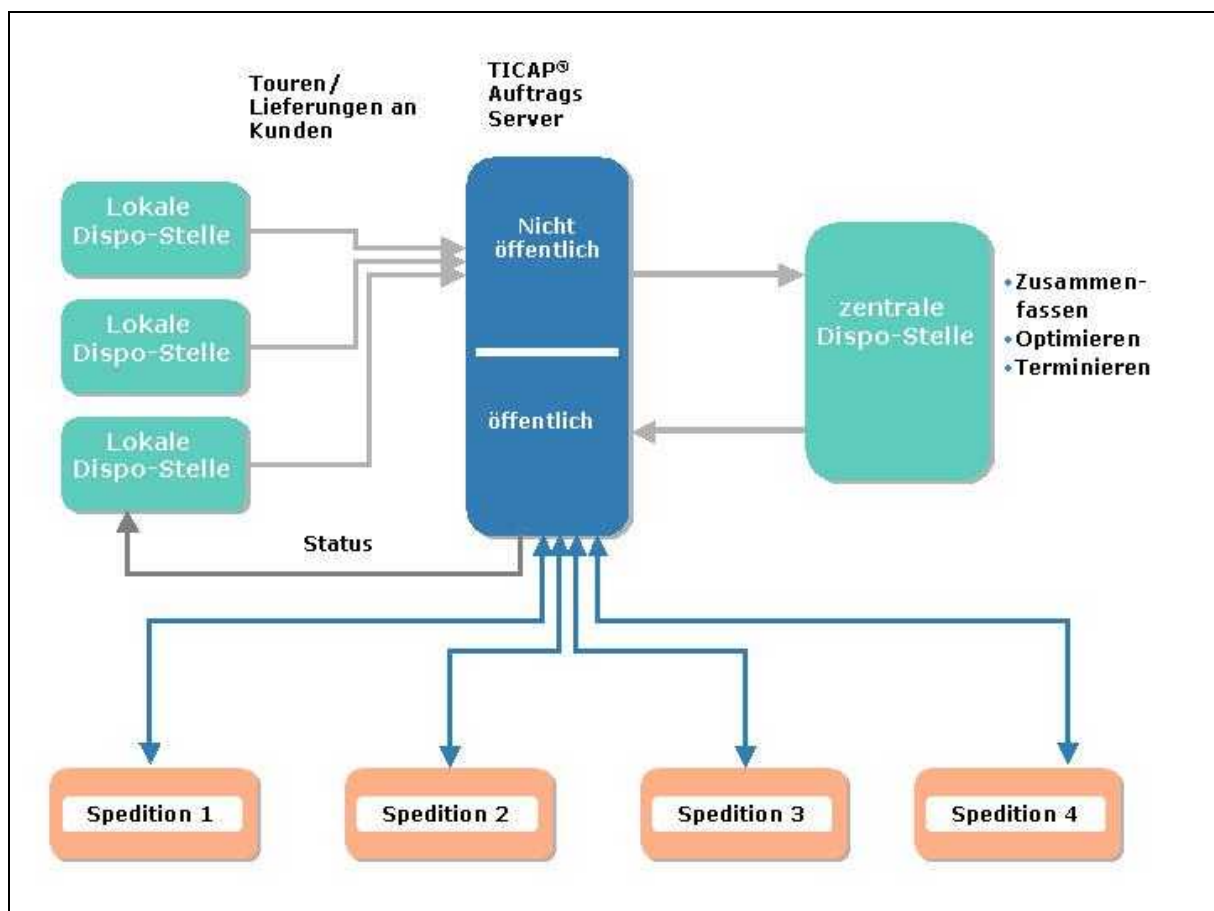 Touren/
Lieferungen an
Kunden
TICAP®
Auftrags
Server
Lokale
Dispo-Stelle
Lokale
Dispo-Stelle
Lokale
Dispo-Stelle
Nicht
öffentlich
öffentlich
zentrale
Dispo-Stelle
•Zusammen-
fassen
•Optimieren
•Terminieren
Status
Spedition 1
Spedition 2
Spedition 3
Spedition 4